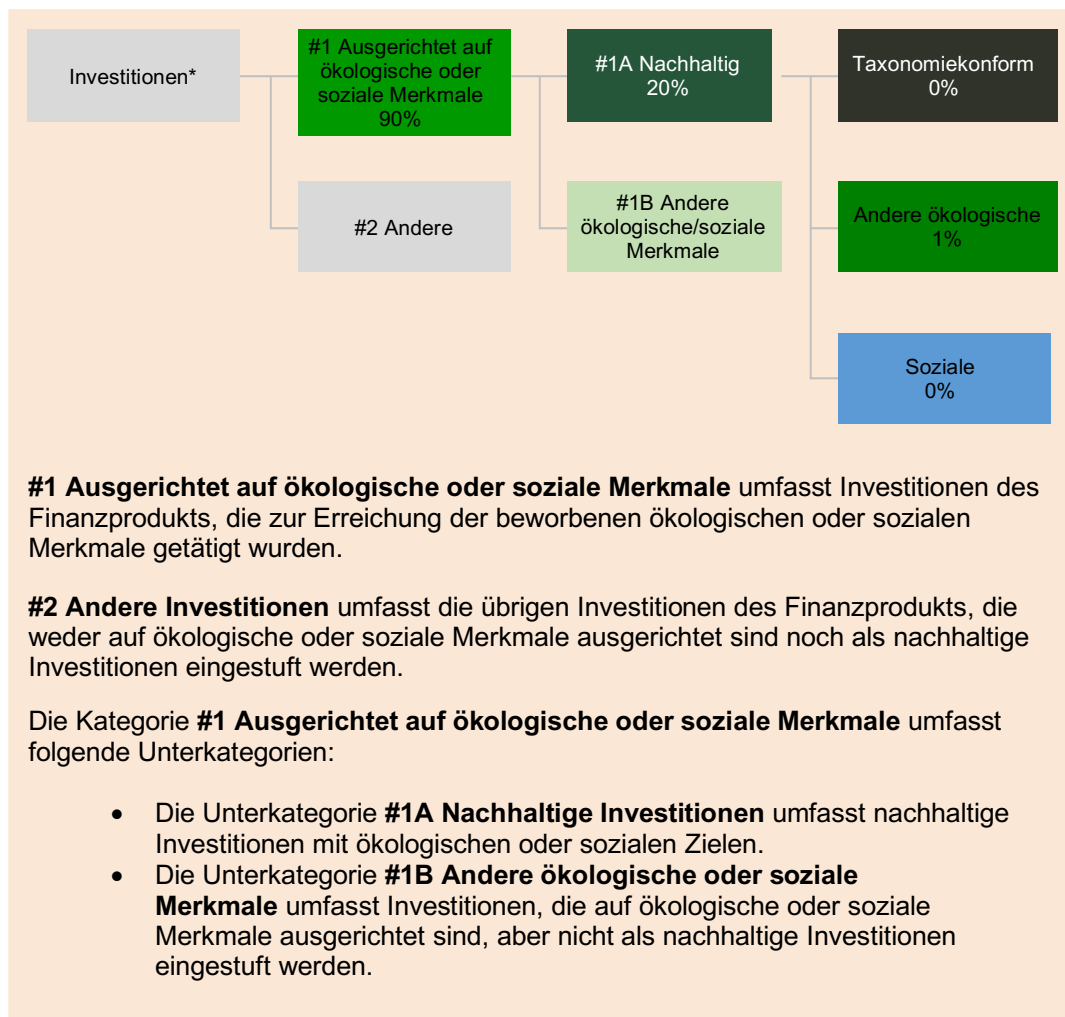 Investitionen*
#1 Ausgerichtet auf
ökologische oder
soziale Merkmale
90%
#1A Nachhaltig
20%
Taxonomiekonform
0%
#2 Andere
#1B Andere
ökologische/soziale
Merkmale
Andere ökologische
1%
Soziale
0%
#1 Ausgerichtet auf ökologische oder soziale Merkmale umfasst Investitionen des
Finanzprodukts, die zur Erreichung der beworbenen ökologischen oder sozialen
Merkmale getätigt wurden.
#2 Andere Investitionen umfasst die übrigen Investitionen des Finanzprodukts, die
weder auf ökologische oder soziale Merkmale ausgerichtet sind noch als nachhaltige
Investitionen eingestuft werden.
Die Kategorie #1 Ausgerichtet auf ökologische oder soziale Merkmale umfasst
folgende Unterkategorien:
• Die Unterkategorie #1A Nachhaltige Investitionen umfasst nachhaltige
Investitionen mit ökologischen oder sozialen Zielen.
• Die Unterkategorie #1B Andere ökologische oder soziale
Merkmale umfasst Investitionen, die auf ökologische oder soziale
Merkmale ausgerichtet sind, aber nicht als nachhaltige Investitionen
eingestuft werden.